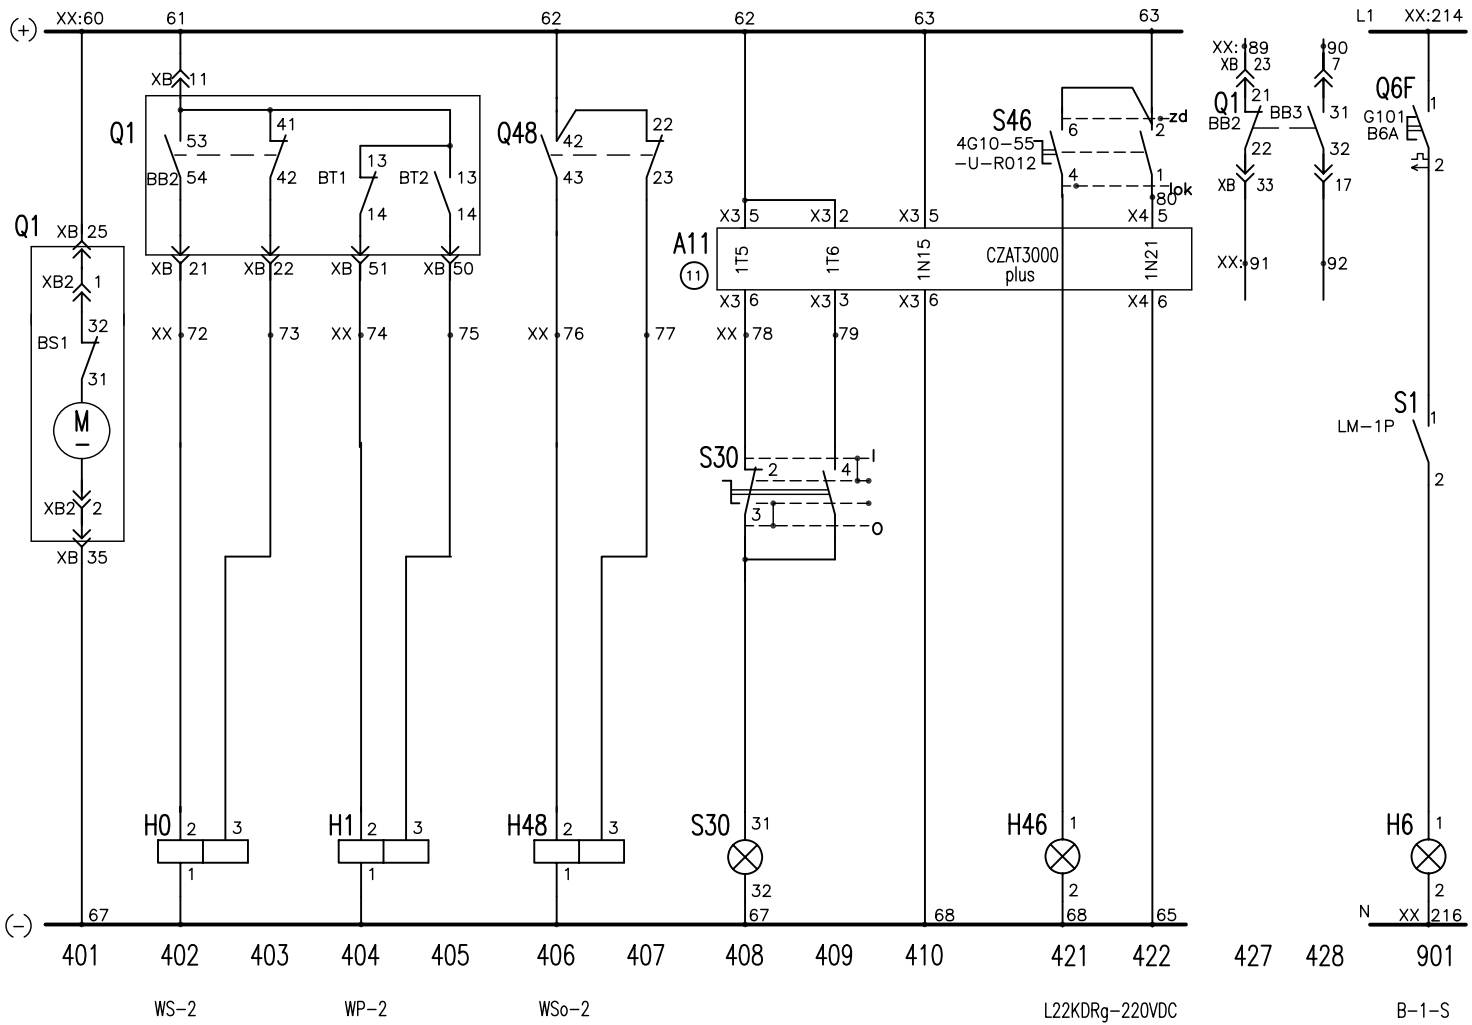 XX:60 61 62 62 63 63 L1 XX:214
(+)
XB 11
XX: 89 90
XB 23 7
Q1 53 41 Q48 42 22 S46 6 2 zd Q1 21 BB3 31 Q6F 1
4G10-55
-U-R012
BB2
G101
B6A
BB2 54 42 BT1 13 BT2 13 43 23 4 1 lok 22 32 2
14 14 80 XB 33 17
Q1 XB 25
X3 5 X3 2 X3 5 X4 5
XB 21 XB 22 XB 51 XB 50
A11 1T5 1T6 1N15 CZAT3000 1N21
plus
11
XX: 91 92
XB2 1
X3 6 X3 3 X3 6 X4 6
BS1 32 XX 72 73 XX 74 75 XX 76 77 XX 78 79
31
M
S1 1
LM-1P
S30 2 4 I
2
XB2 2 3 O
XB 35
H0 2 3 H1 2 3 H48 2 3 S30 31 H46 1 H6 1
1 1 1 32 2 2
(-) 67 67 68 68 65 N XX 216
401 402 403 404 405 406 407 408 409 410 421 422 427 428 901
WS-2 WP-2 WSo-2 L22KDRg-220VDC B-1-S